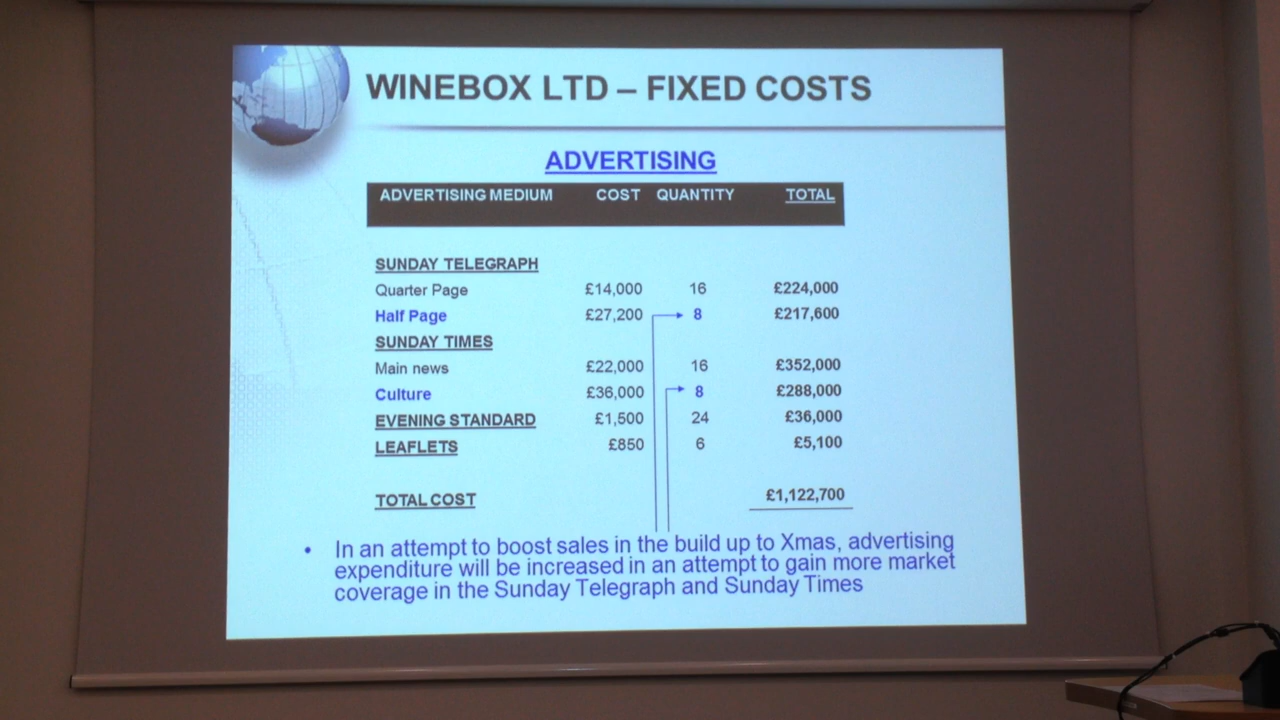 WINEBOX LTD – FIXED COSTS
ADVERTISING
ADVERTISING MEDIUM COST QUANTITY TOTAL
SUNDAY TELEGRAPH
Quarter Page £14,000 16 £224,000
Half Page £27,200 8 £217,600
SUNDAY TIMES
Main news £22,000 16 £352,000
Culture £36,000 8 £288,000
EVENING STANDARD £1,500 24 £36,000
LEAFLETS £850 6 £5,100
TOTAL COST £1,122,700
• In an attempt to boost sales in the build up to Xmas, advertising
expenditure will be increased in an attempt to gain more market
coverage in the Sunday Telegraph and Sunday Times